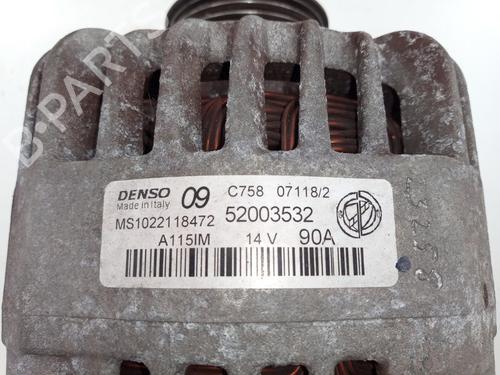 B-PARTS
DENSO 09 C758 07118/2
Made in Italy
MS1022118472 52003532
A115IM 14 V 90A